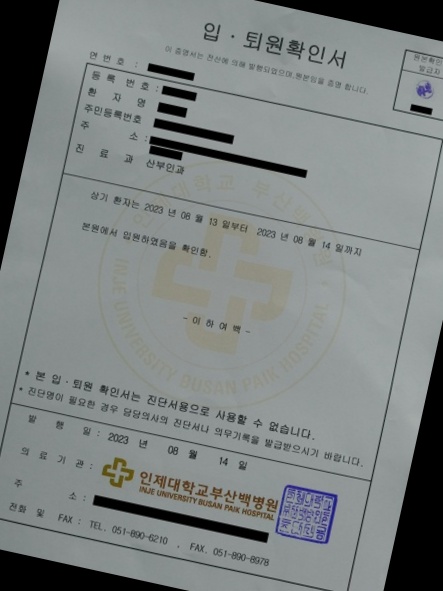 입 · 퇴원확인서
이 증명서는 전산에 의해 발행되었으며, 원본임을 증명 합니다.
원본확인
발급자
연 번 호 :
등 록 번 호 :
환 자 명
주민등록번호
주 소 :
진 료 과 산부인과
상기 환자는 2023 년 08 월 13 일부터 2023 년 08 월 14 일까지
본원에서 입원하였음을 확인함.
- 이 하 여 백 -
INJE UNIVERSITY BUSAN PAIK HOSPITAL
* 본 입 · 퇴원 확인서는 진단서용으로 사용할 수 없습니다.
* 진단명이 필요한 경우 담당의사의 진단서나 의무기록을 발급받으시기 바랍니다.
발 행 일 : 2023 년 08 월 14 일
의 료 기 관 : 인제대학교부산백병원
INJE UNIVERSITY BUSAN PAIK HOSPITAL
주 소 :
전화 및 FAX : TEL. 051-890-6210 , FAX. 051-890-8978